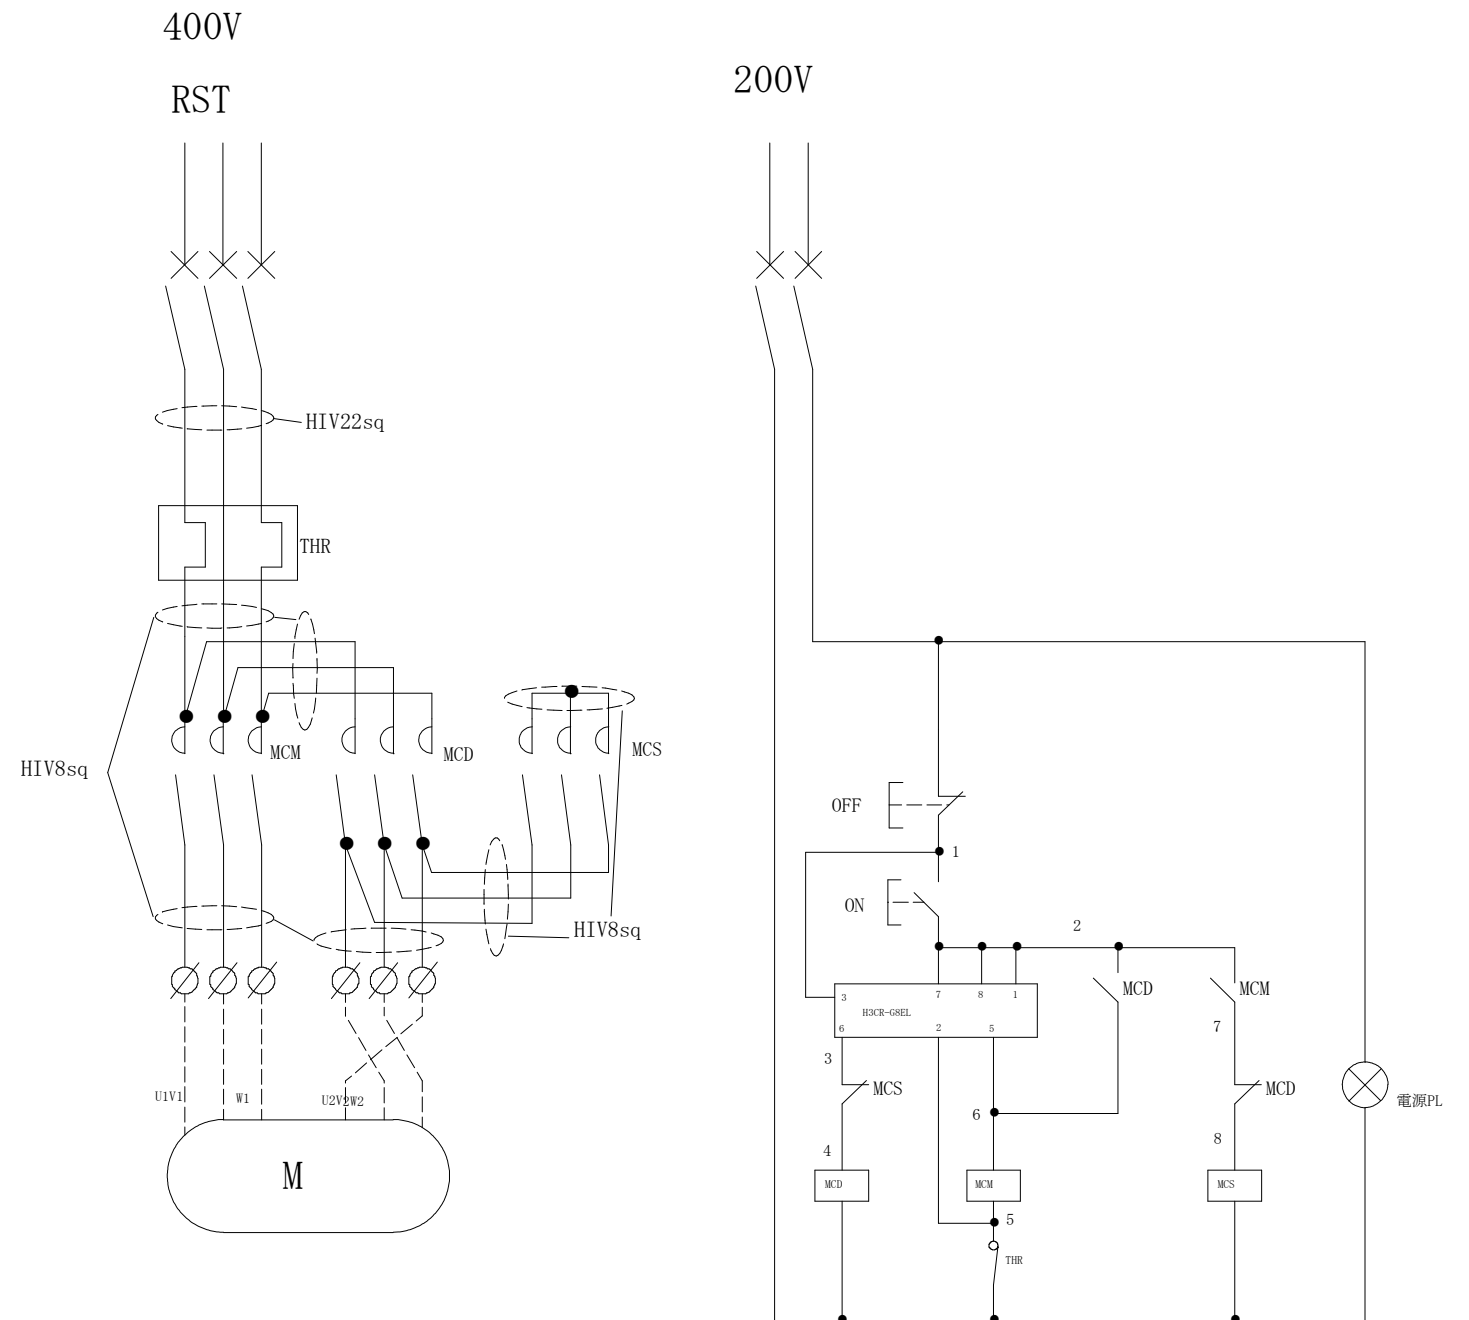 400V
RST
200V
HIV22sq
THR
MCM
MCD
MCS
HIV8sq
HIV8sq
U1V1
W1
U2V2W2
M
OFF
1
ON
2
3
7
8
1
H3CR-G8EL
6
2
5
MCD
MCM
3
7
MCS
6
MCD
電源PL
4
8
MCD
MCM
MCS
5
THR